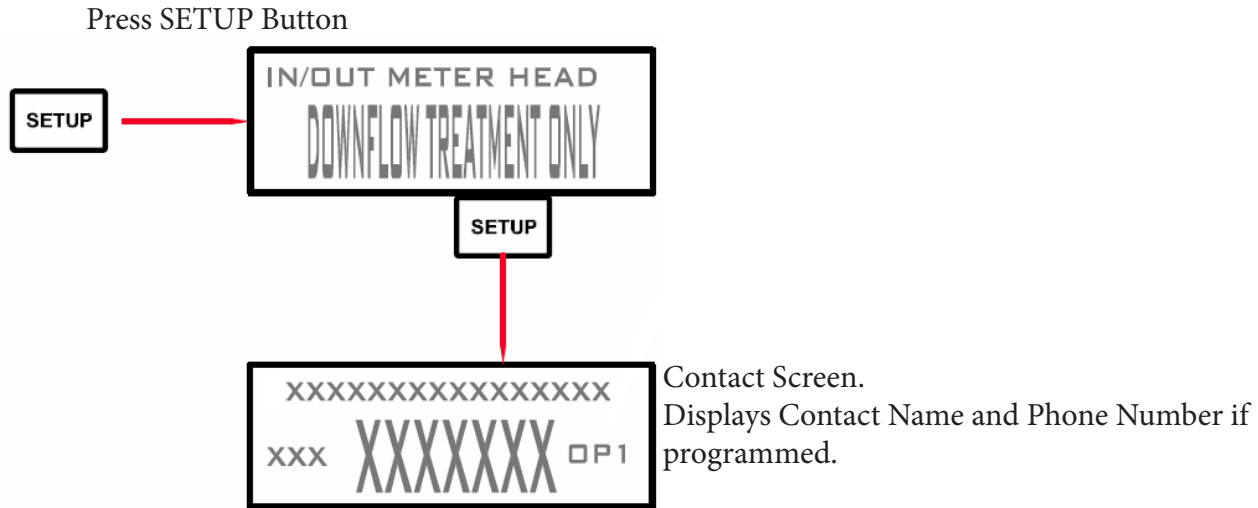 Press SETUP Button
SETUP
IN/OUT METER HEAD
DOWNFLOW TREATMENT ONLY
SETUP
XXXXXXXXXXXXXXXX
XXX XXXXXXX OP1
Contact Screen.
Displays Contact Name and Phone Number if
programmed.